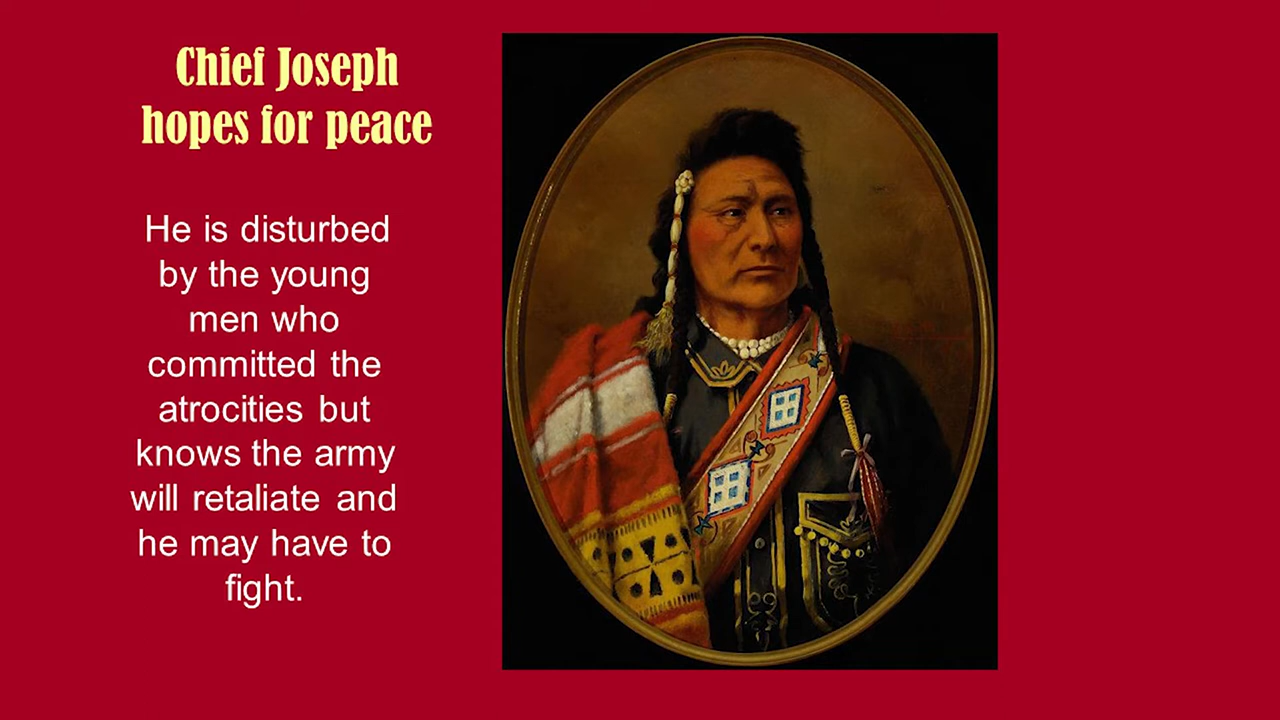 Chief Joseph
hopes for peace
He is disturbed
by the young
men who
committed the
atrocities but
knows the army
will retaliate and
he may have to
fight.